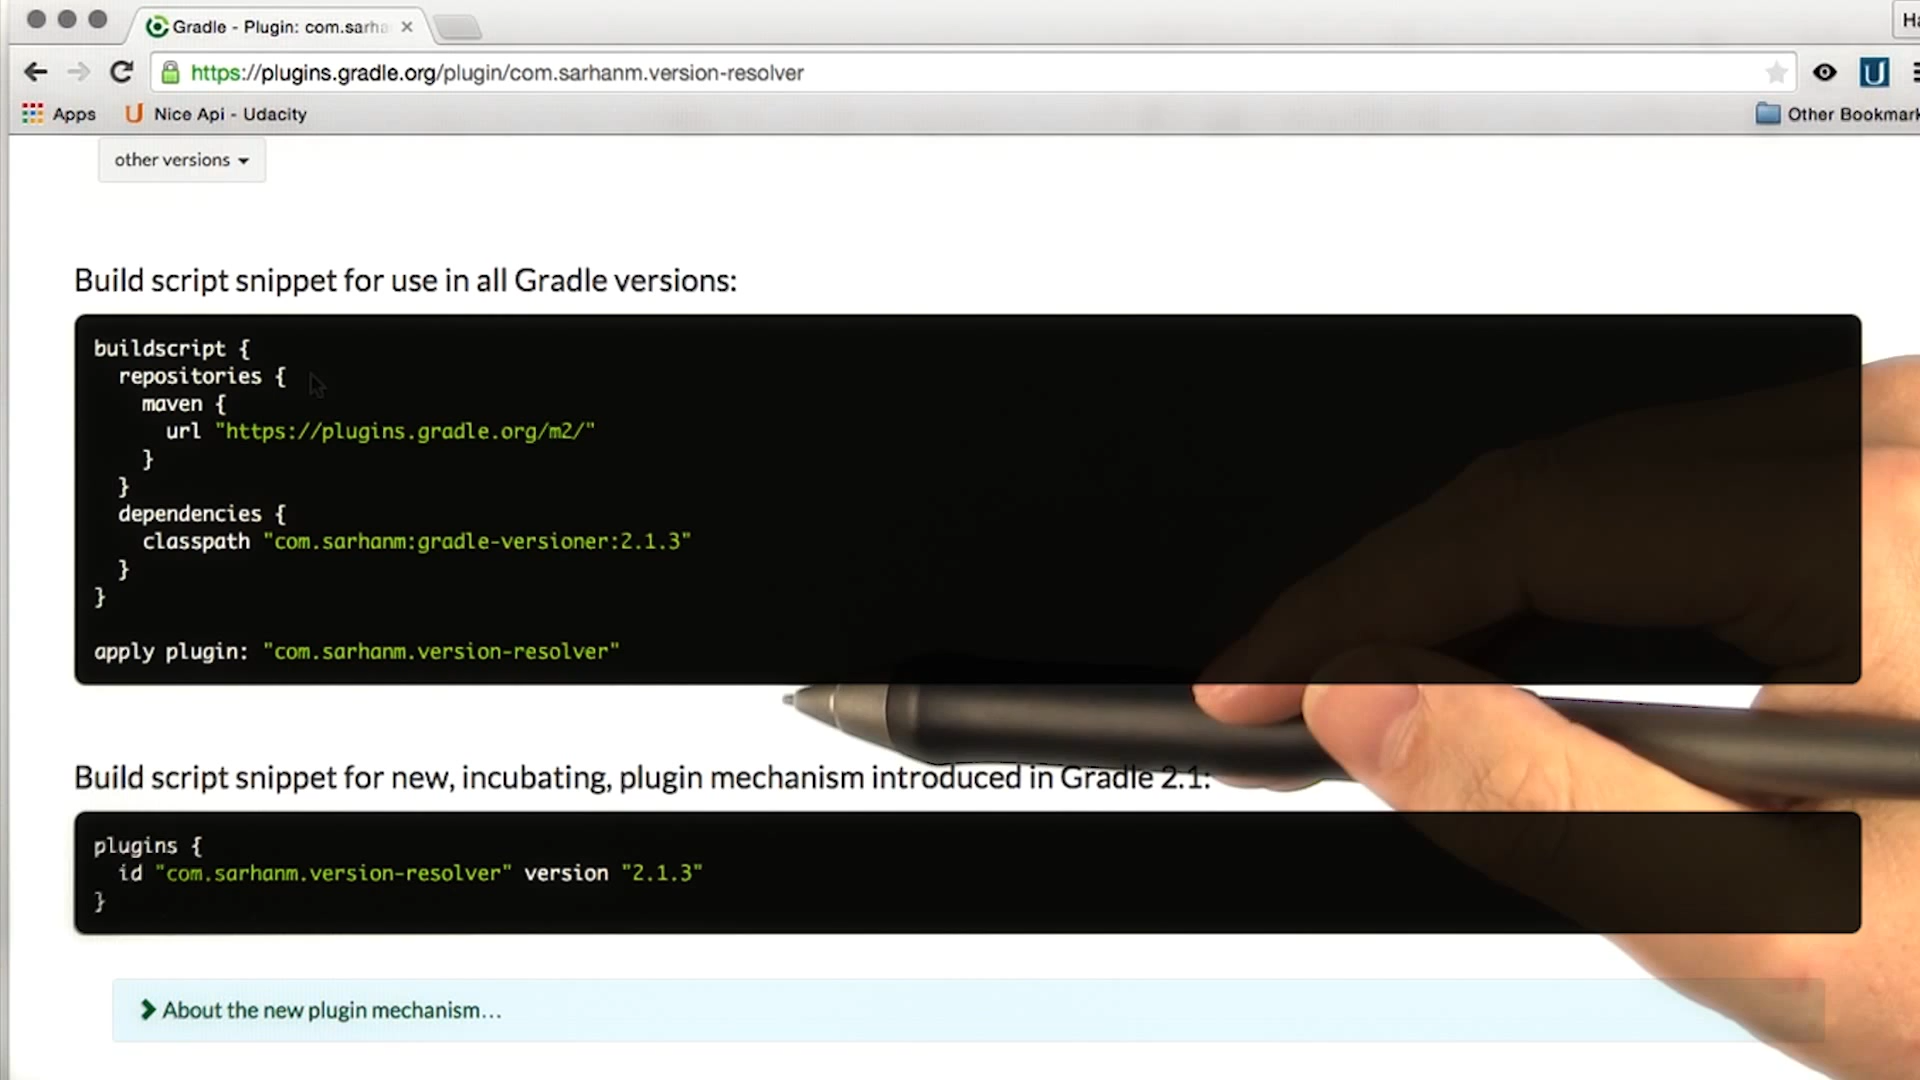 Gradle - Plugin: com.sarha
https://plugins.gradle.org/plugin/com.sarhanm.version-resolver
Apps
Nice Api - Udacity
Other Bookmark
other versions
Build script snippet for use in all Gradle versions:
buildscript {
  repositories {
    maven {
      url "https://plugins.gradle.org/m2/"
    }
  }
  dependencies {
    classpath "com.sarhanm:gradle-versioner:2.1.3"
  }
}
apply plugin: "com.sarhanm.version-resolver"
Build script snippet for new, incubating, plugin mechanism introduced in Gradle 2.1:
plugins {
  id "com.sarhanm.version-resolver" version "2.1.3"
}
About the new plugin mechanism...